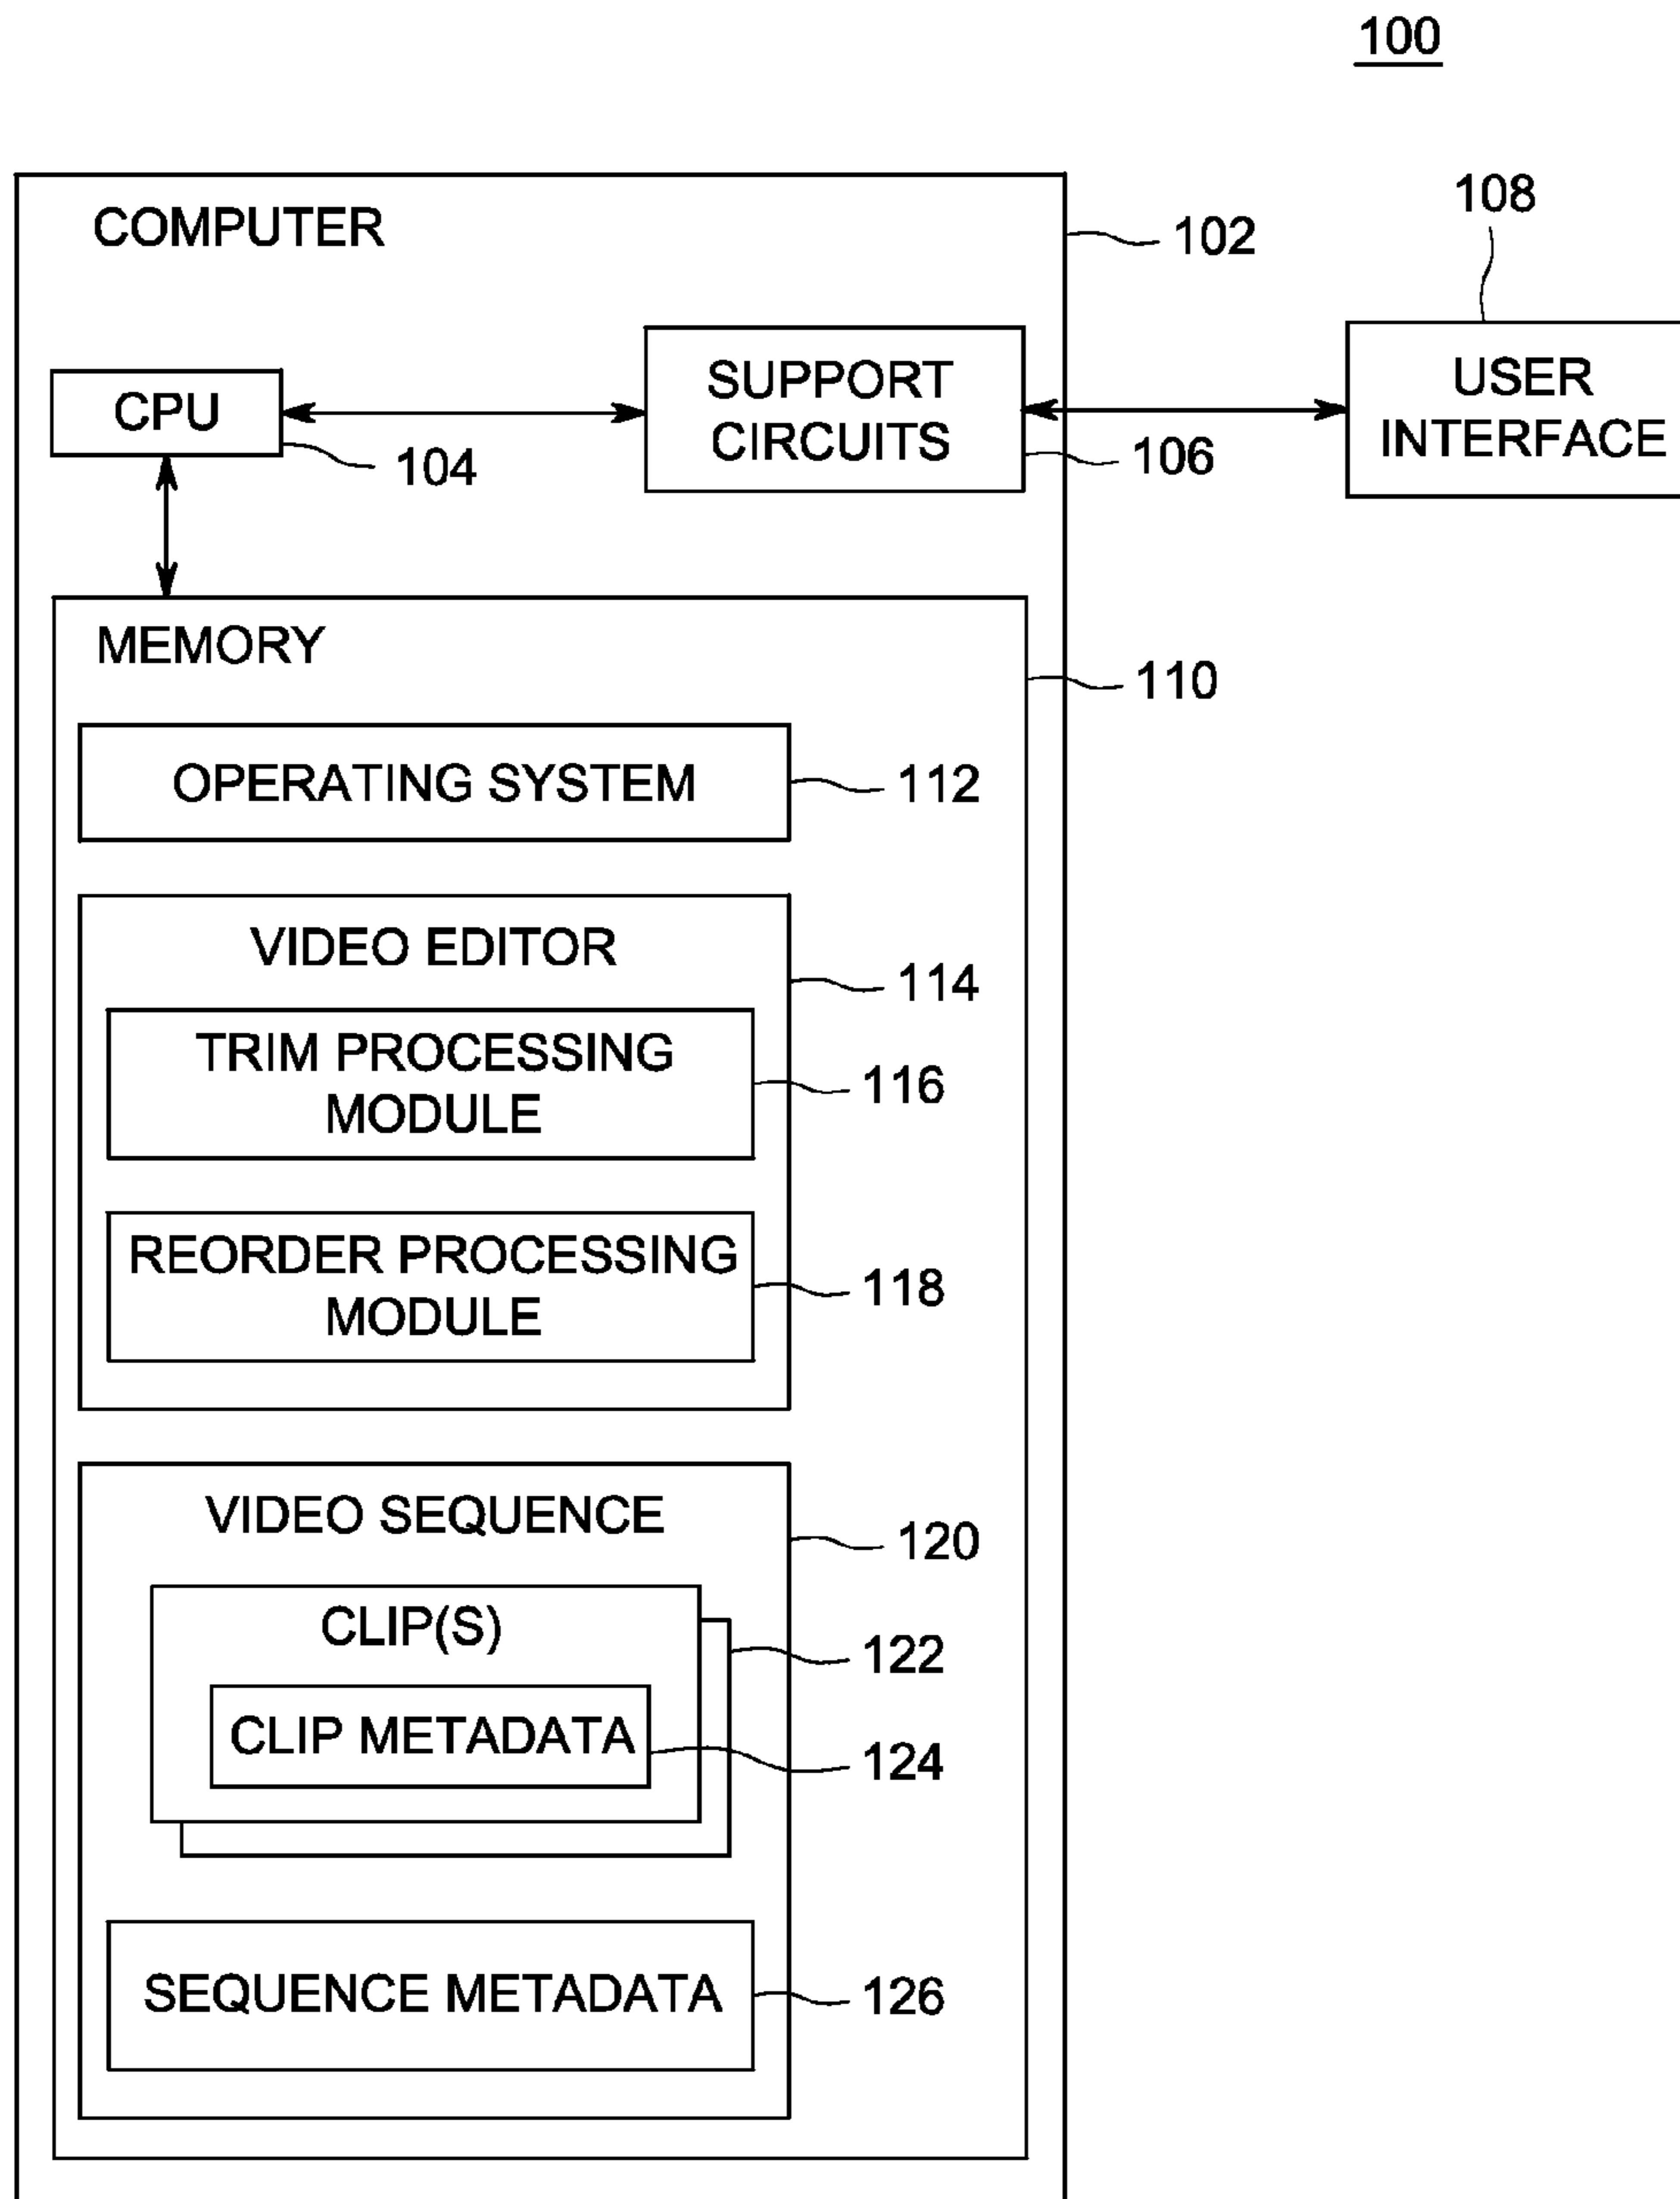 100
COMPUTER
102
108
CPU
104
SUPPORT
CIRCUITS
106
USER
INTERFACE
MEMORY
110
OPERATING SYSTEM
112
VIDEO EDITOR
114
TRIM PROCESSING
MODULE
116
REORDER PROCESSING
MODULE
118
VIDEO SEQUENCE
120
CLIP(S)
122
CLIP METADATA
124
SEQUENCE METADATA
126